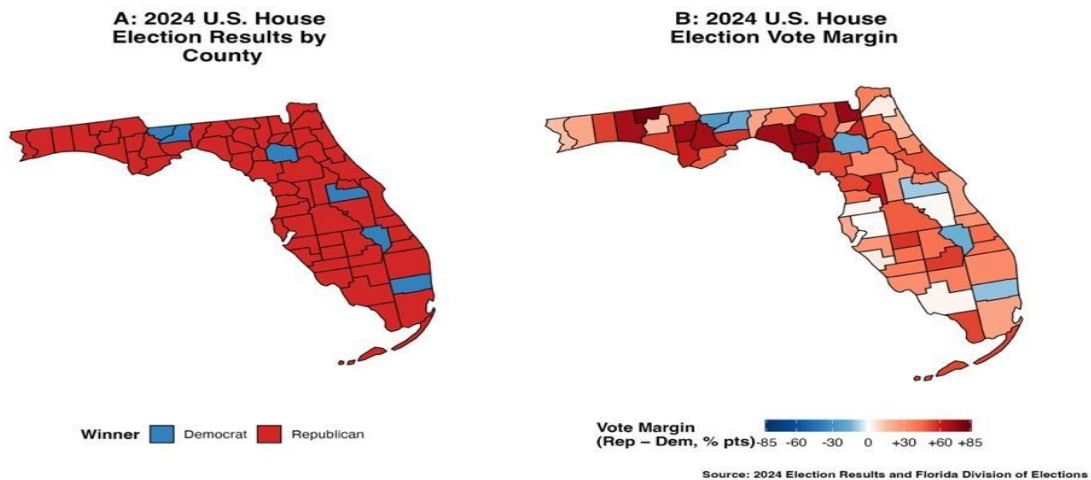 A: 2024 U.S. House
Election Results by
County
B: 2024 U.S. House
Election Vote Margin
Winner Democrat Republican
Vote Margin
(Rep – Dem, % pts)
-85 -60 -30 0 +30 +60 +85
Source: 2024 Election Results and Florida Division of Elections